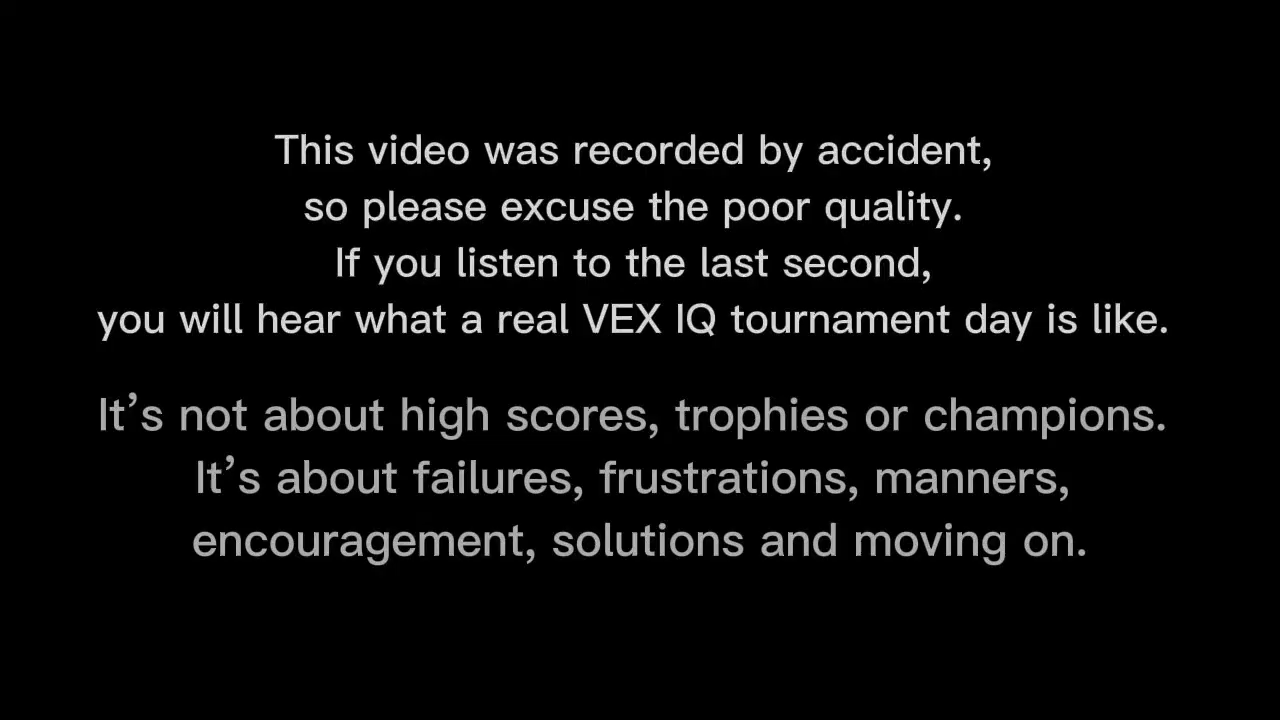 This video was recorded by accident,
so please excuse the poor quality.
If you listen to the last second,
you will hear what a real VEX IQ tournament day is like.
It’s not about high scores, trophies or champions.
It’s about failures, frustrations, manners,
encouragement, solutions and moving on.